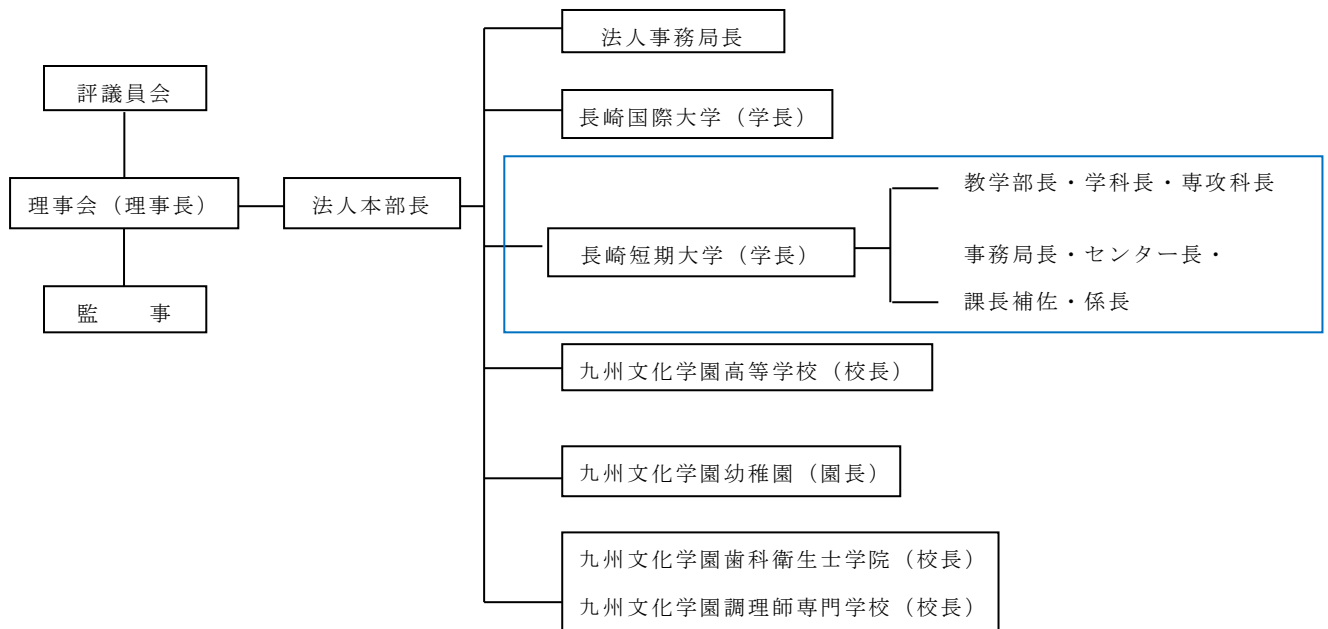 評議員会
理事会（理事長）
監　　事
法人本部長
法人事務局長
長崎国際大学（学長）
長崎短期大学（学長）
教学部長・学科長・専攻科長
事務局長・センター長・
課長補佐・係長
九州文化学園高等学校（校長）
九州文化学園幼稚園（園長）
九州文化学園歯科衛生士学院（校長）
九州文化学園調理師専門学校（校長）